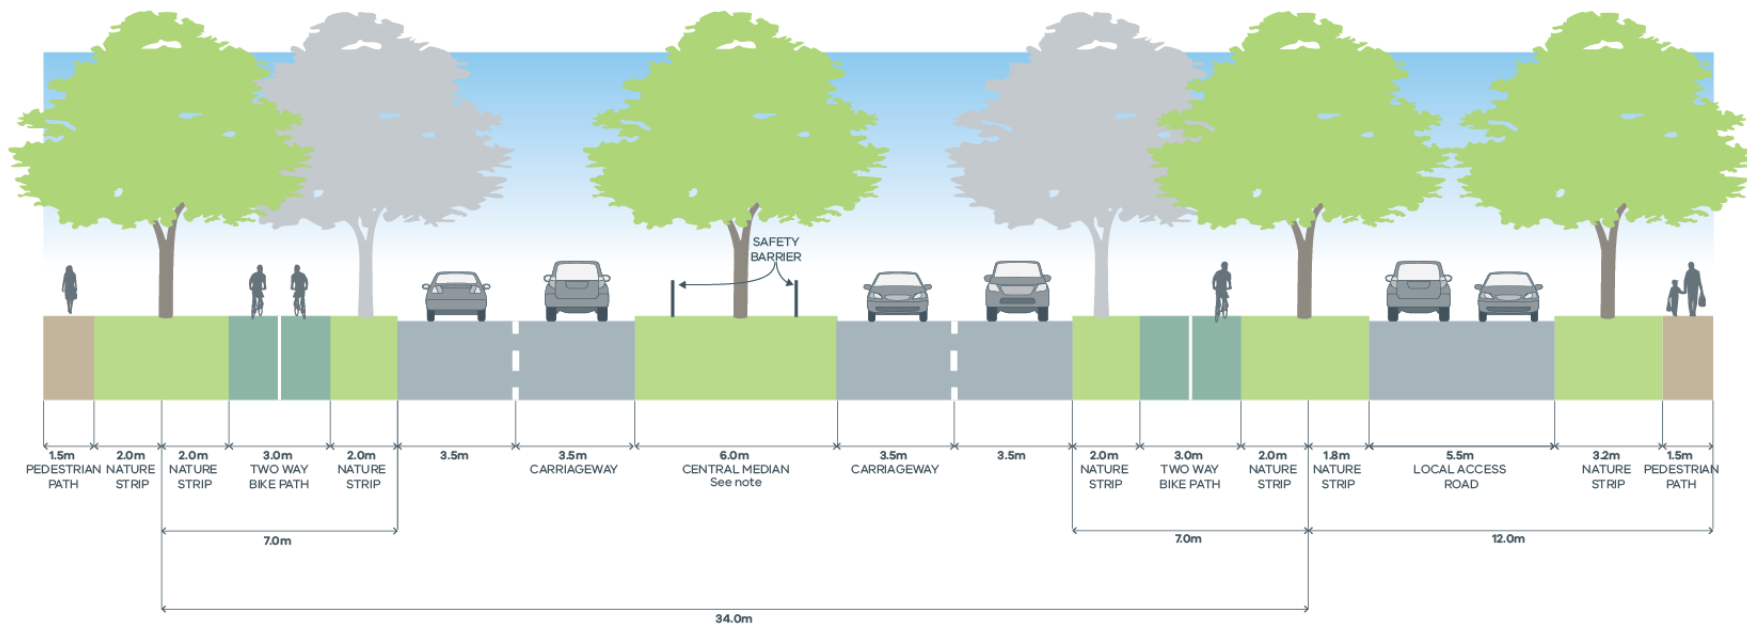 SAFETY
BARRIER
1.5m
PEDESTRIAN
PATH
2.0m
NATURE
STRIP
2.0m
NATURE
STRIP
3.0m
TWO WAY
BIKE PATH
2.0m
NATURE
STRIP
3.5m
3.5m
CARRIAGEWAY
6.0m
CENTRAL MEDIAN
See note
3.5m
CARRIAGEWAY
3.5m
2.0m
NATURE
STRIP
3.0m
TWO WAY
BIKE PATH
2.0m
NATURE
STRIP
1.8m
NATURE
STRIP
5.5m
LOCAL ACCESS
ROAD
3.2m
NATURE
STRIP
1.5m
PEDESTRIAN
PATH
7.0m
7.0m
12.0m
34.0m